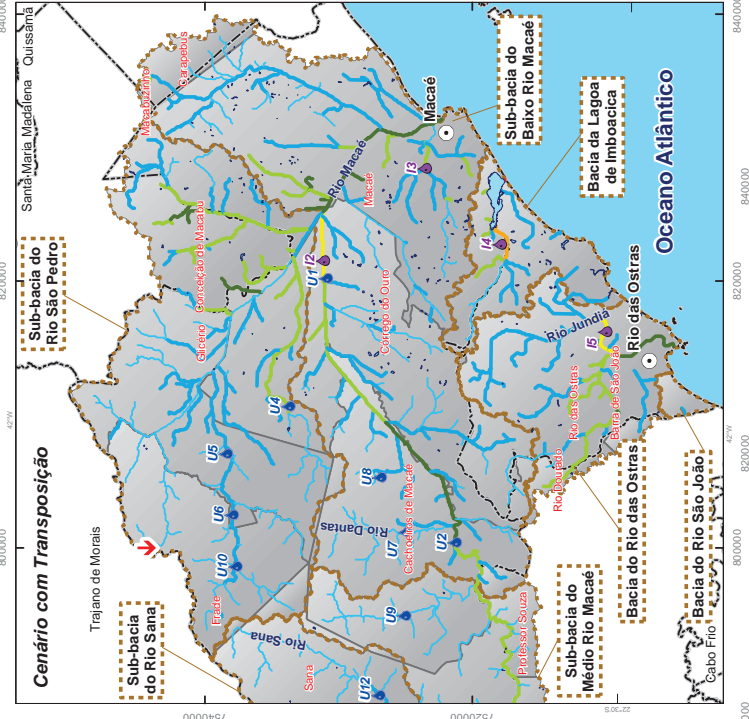 800000
820000
840000
42°W
Cenário com Transposição
Santa Maria Madalena
Quissamã
Sub-bacia do
Rio São Pedro
Trajano de Morais
Sub-bacia
do Rio Sana
Macabuzinho
Carapebus
Conceição de Macabu
Glicério
Frade
7540000
U10
U6
U5
U4
U1
I2
Rio Macaé
Macaé
Rio Sana
Sana
Rio Dantas
U8
U7
U9
U12
U2
Cachoeiros de Macaé
Córrego do Ouro
I3
Macaé
7520000
I4
Sub-bacia do
Baixo Rio Macaé
Professor Souza
Rio Dourado
Rio das Ostras
Rio Jundiá
I5
Barra de São João
Rio das Ostras
Bacia da Lagoa
de Imboacica
Sub-bacia do
Médio Rio Macaé
Bacia do Rio das Ostras
Oceano Atlântico
22°30'S
Bacia do Rio São João
Cabo Frio
42°W
800000
820000
840000